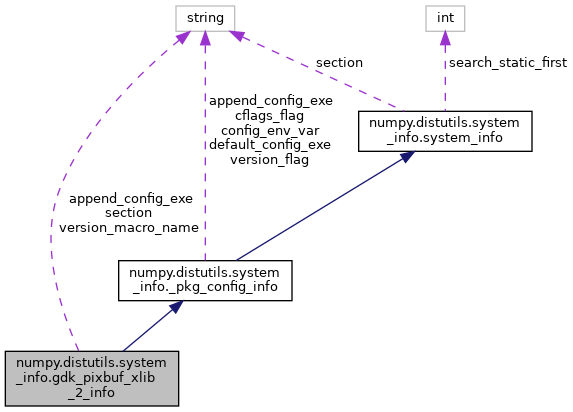 string
int
section
search_static_first
append_config_exe
cflags_flag
config_env_var
default_config_exe
version_flag
numpy.distutils.system
_info.system_info
append_config_exe
section
version_macro_name
numpy.distutils.system
_info._pkg_config_info
numpy.distutils.system
_info.gdk_pixbuf_xlib
_2_info